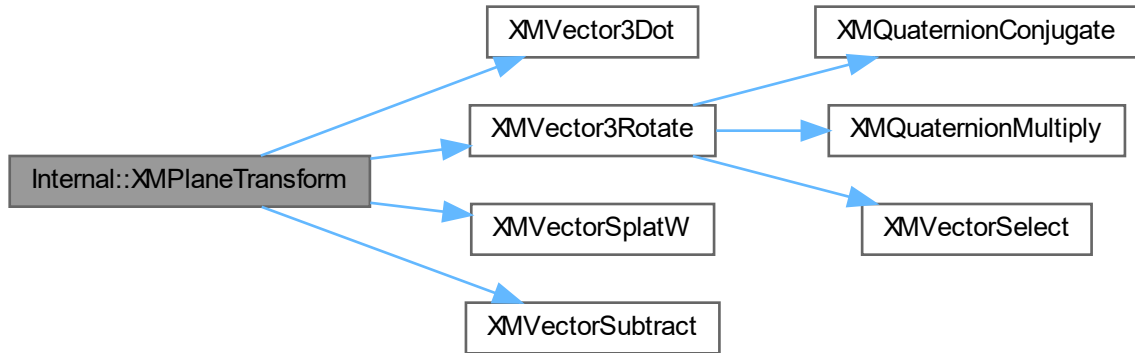 XMVector3Dot
XMQuaternionConjugate
XMVector3Rotate
XMQuaternionMultiply
Internal::XMPlaneTransform
XMVectorSplatW
XMVectorSelect
XMVectorSubtract